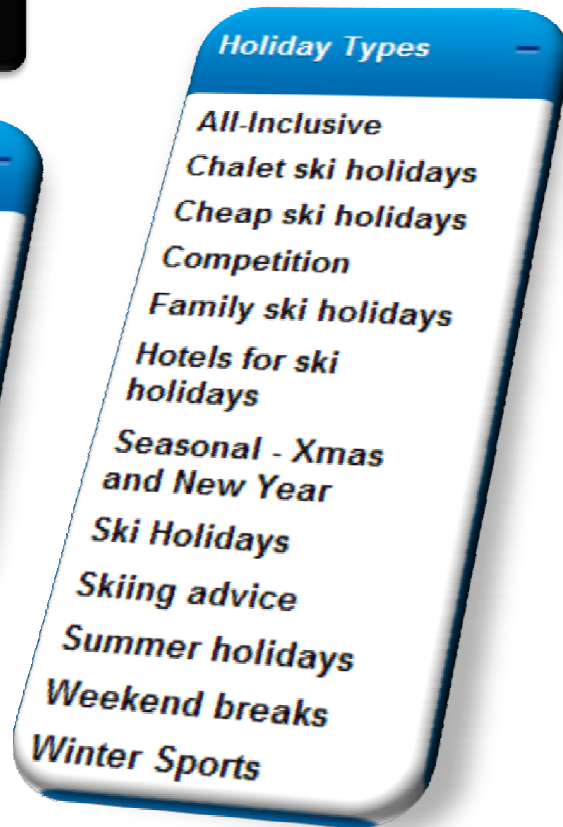 Holiday Types
All-Inclusive
Chalet ski holidays
Cheap ski holidays
Competition
Family ski holidays
Hotels for ski
holidays
Seasonal - Xmas
and New Year
Ski Holidays
Skiing advice
Summer holidays
Weekend breaks
Winter Sports